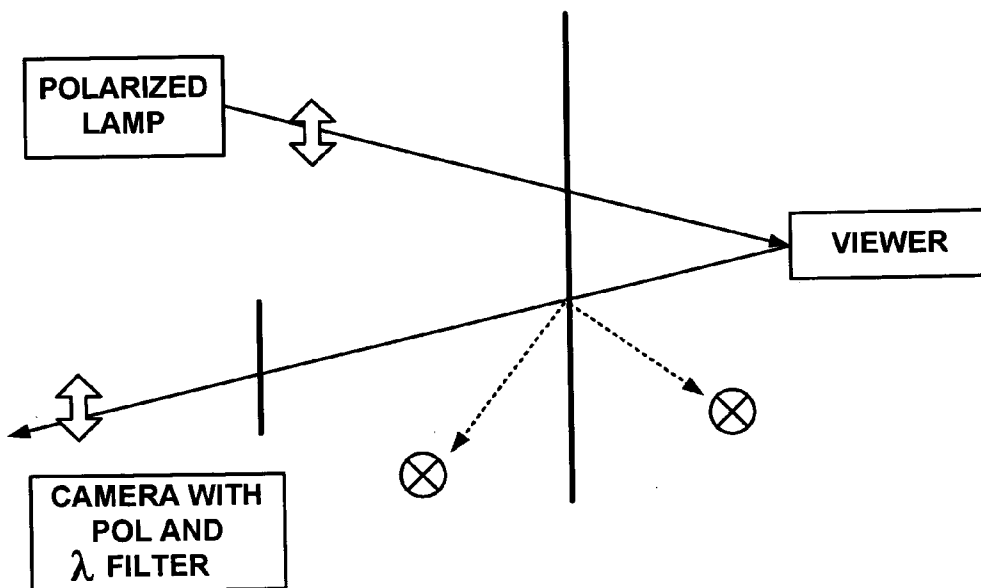 POLARIZED
LAMP
VIEWER
CAMERA WITH
POL AND
λ FILTER